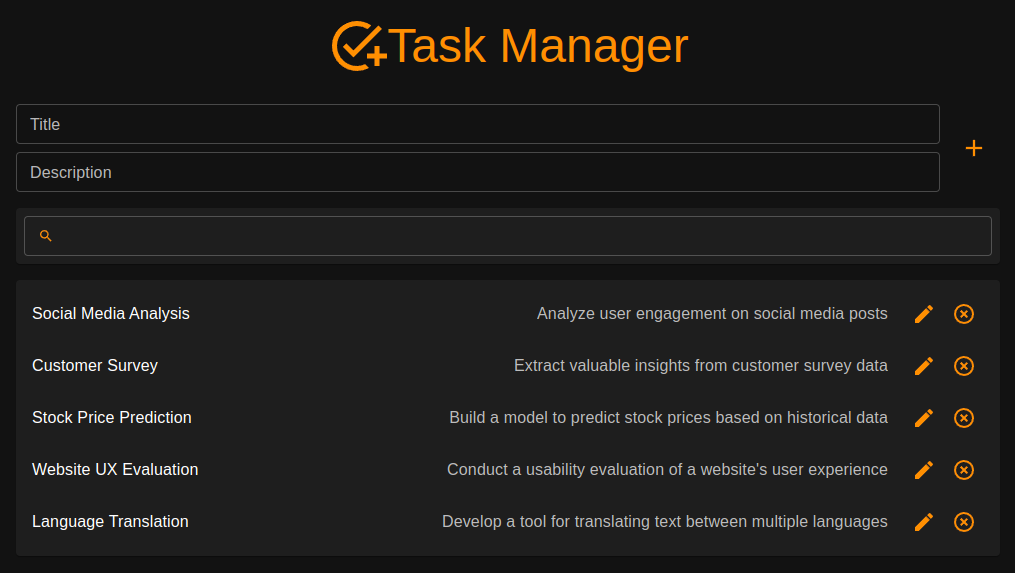 Task Manager
Title
Description
Social Media Analysis Analyze user engagement on social media posts
Customer Survey Extract valuable insights from customer survey data
Stock Price Prediction Build a model to predict stock prices based on historical data
Website UX Evaluation Conduct a usability evaluation of a website's user experience
Language Translation Develop a tool for translating text between multiple languages